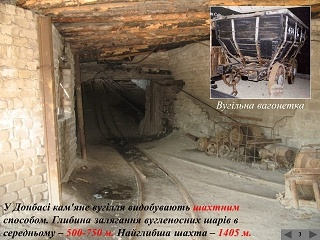 Вугільна вагонетка
У Донбасі кам'яне вугілля видобувають шахтним
способом. Глибина залягання вугленосних шарів в
середньому – 500-750 м. Найглибша шахта – 1405 м.
3